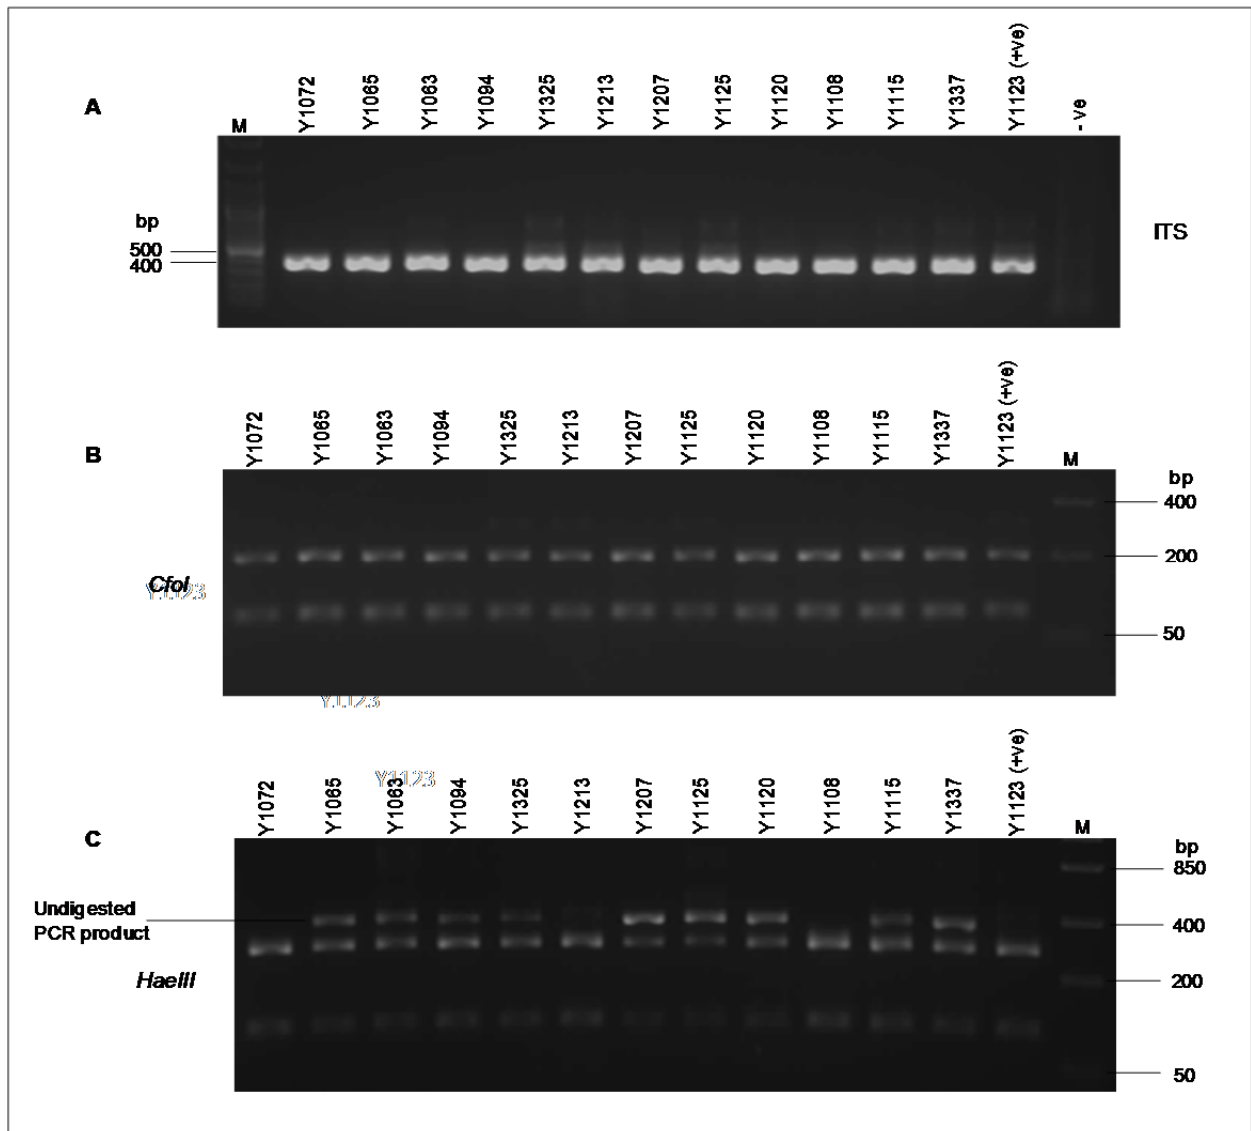 A
M Y1072 Y1065 Y1063 Y1094 Y1325 Y1213 Y1207 Y1125 Y1120 Y1108 Y1115 Y1337 Y1123 (+ve) - ve
bp
500
400
ITS
B
Y1072 Y1065 Y1063 Y1094 Y1325 Y1213 Y1207 Y1125 Y1120 Y1108 Y1115 Y1337 Y1123 (+ve) M
bp
400
200
50
CfoI
Y1123
Y1123
Y1123
C
Y1072 Y1065 Y1063 Y1094 Y1325 Y1213 Y1207 Y1125 Y1120 Y1108 Y1115 Y1337 Y1123 (+ve) M
bp
850
Undigested
PCR product
400
HaeIII
200
50